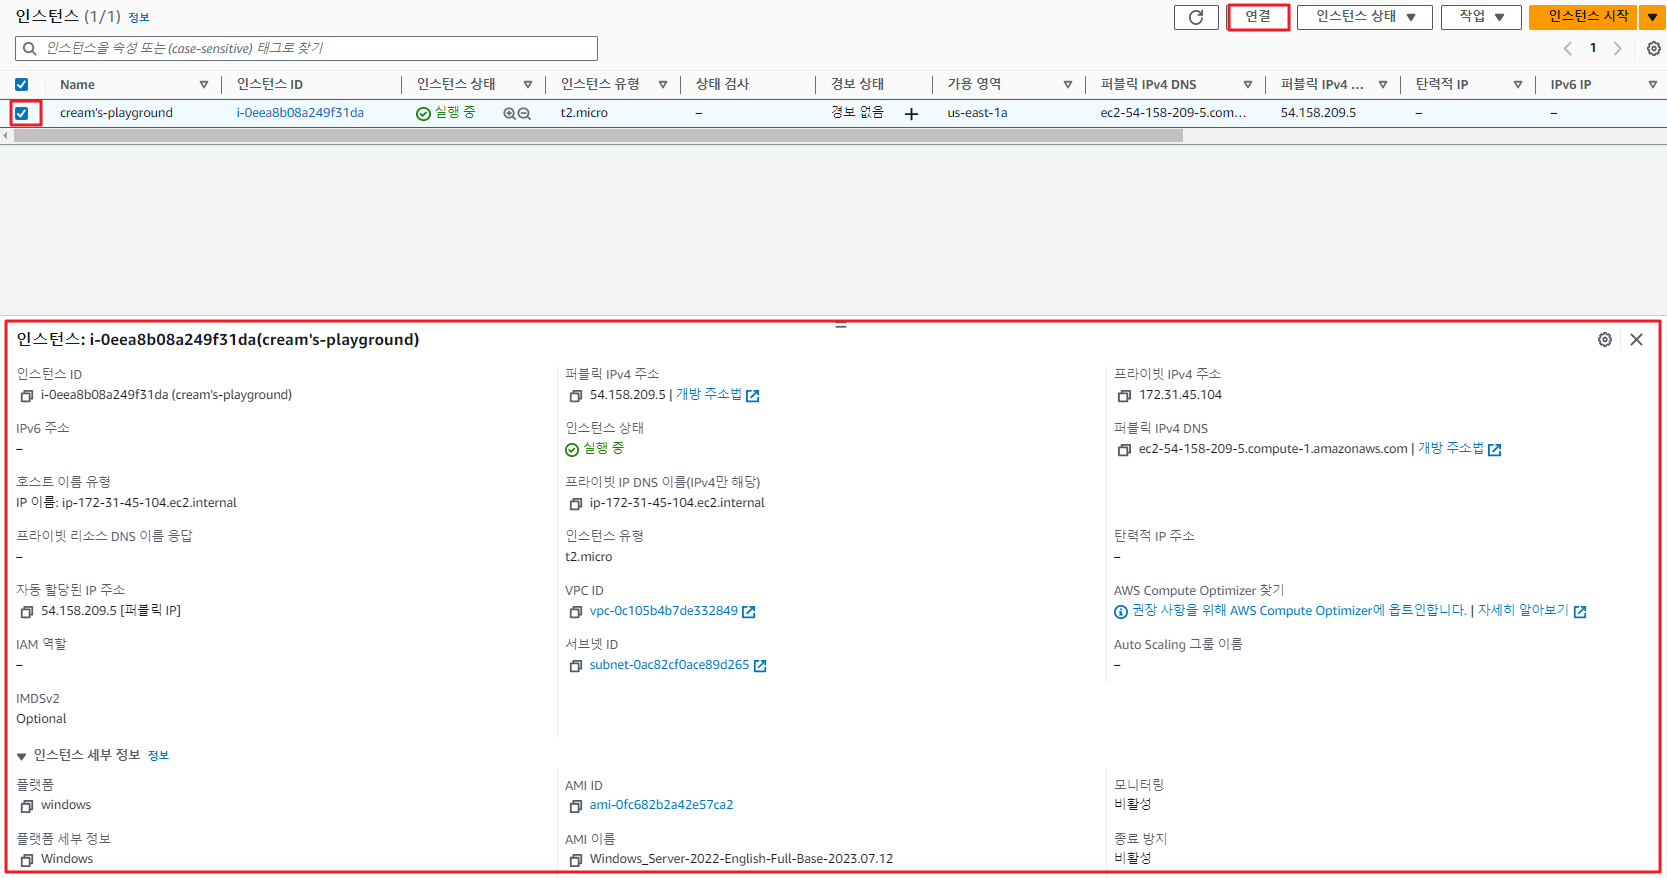 인스턴스 (1/1) 정보
연결
인스턴스 상태
작업
인스턴스 시작
인스턴스을 속성 또는 (case-sensitive) 태그로 찾기
1
Name 인스턴스 ID 인스턴스 상태 인스턴스 유형 상태 검사 경보 상태 가용 영역 퍼블릭 IPv4 DNS 퍼블릭 IPv4 ... 탄력적 IP IPv6 IP
cream's-playground i-0eea8b08a249f31da 실행 중 t2.micro – 경보 없음 + us-east-1a ec2-54-158-209-5.com... 54.158.209.5 – –
인스턴스: i-0eea8b08a249f31da(cream's-playground)
인스턴스 ID
i-0eea8b08a249f31da (cream's-playground)
퍼블릭 IPv4 주소
54.158.209.5 | 개방 주소법
프라이빗 IPv4 주소
172.31.45.104
IPv6 주소
–
인스턴스 상태
실행 중
퍼블릭 IPv4 DNS
ec2-54-158-209-5.compute-1.amazonaws.com | 개방 주소법
호스트 이름 유형
IP 이름: ip-172-31-45-104.ec2.internal
프라이빗 IP DNS 이름(IPv4만 해당)
ip-172-31-45-104.ec2.internal
프라이빗 리소스 DNS 이름 응답
–
인스턴스 유형
t2.micro
탄력적 IP 주소
–
자동 할당된 IP 주소
54.158.209.5 [퍼블릭 IP]
VPC ID
vpc-0c105b4b7de332849
AWS Compute Optimizer 찾기
권장 사항을 위해 AWS Compute Optimizer에 옵트인합니다. | 자세히 알아보기
IAM 역할
–
서브넷 ID
subnet-0ac82cf0ace89d265
Auto Scaling 그룹 이름
–
IMDSv2
Optional
인스턴스 세부 정보 정보
플랫폼
windows
AMI ID
ami-0fc682b2a42e57ca2
모니터링
비활성
플랫폼 세부 정보
Windows
AMI 이름
Windows_Server-2022-English-Full-Base-2023.07.12
종료 방지
비활성